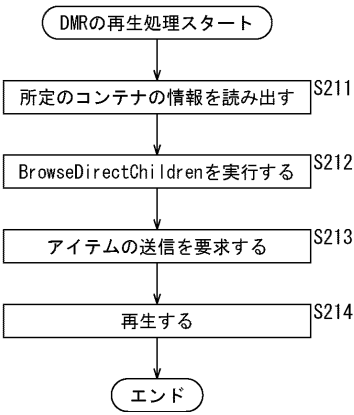 DMRの再生処理スタート
所定のコンテナの情報を読み出す
S211
BrowseDirectChildrenを実行する
S212
アイテムの送信を要求する
S213
再生する
S214
エンド